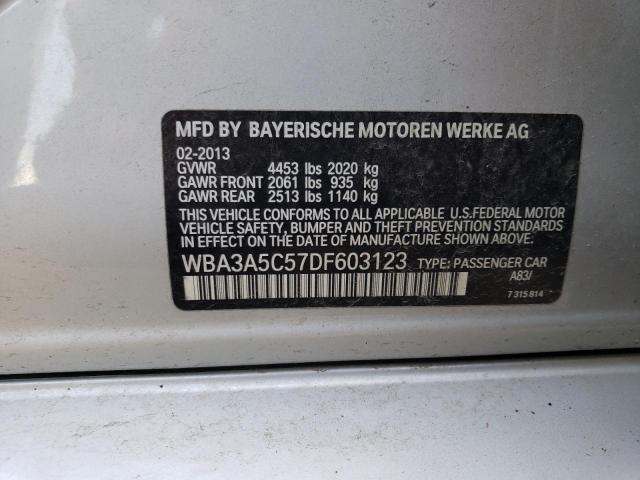 MFD BY BAYERISCHE MOTOREN WERKE AG
02-2013
GVWR 4453 lbs 2020 kg
GAWR FRONT 2061 lbs 935 kg
GAWR REAR 2513 lbs 1140 kg
THIS VEHICLE CONFORMS TO ALL APPLICABLE U.S.FEDERAL MOTOR
VEHICLE SAFETY, BUMPER AND THEFT PREVENTION STANDARDS
IN EFFECT ON THE DATE OF MANUFACTURE SHOWN ABOVE.
WBA3A5C57DF603123 TYPE: PASSENGER CAR
A83/
7 315 814